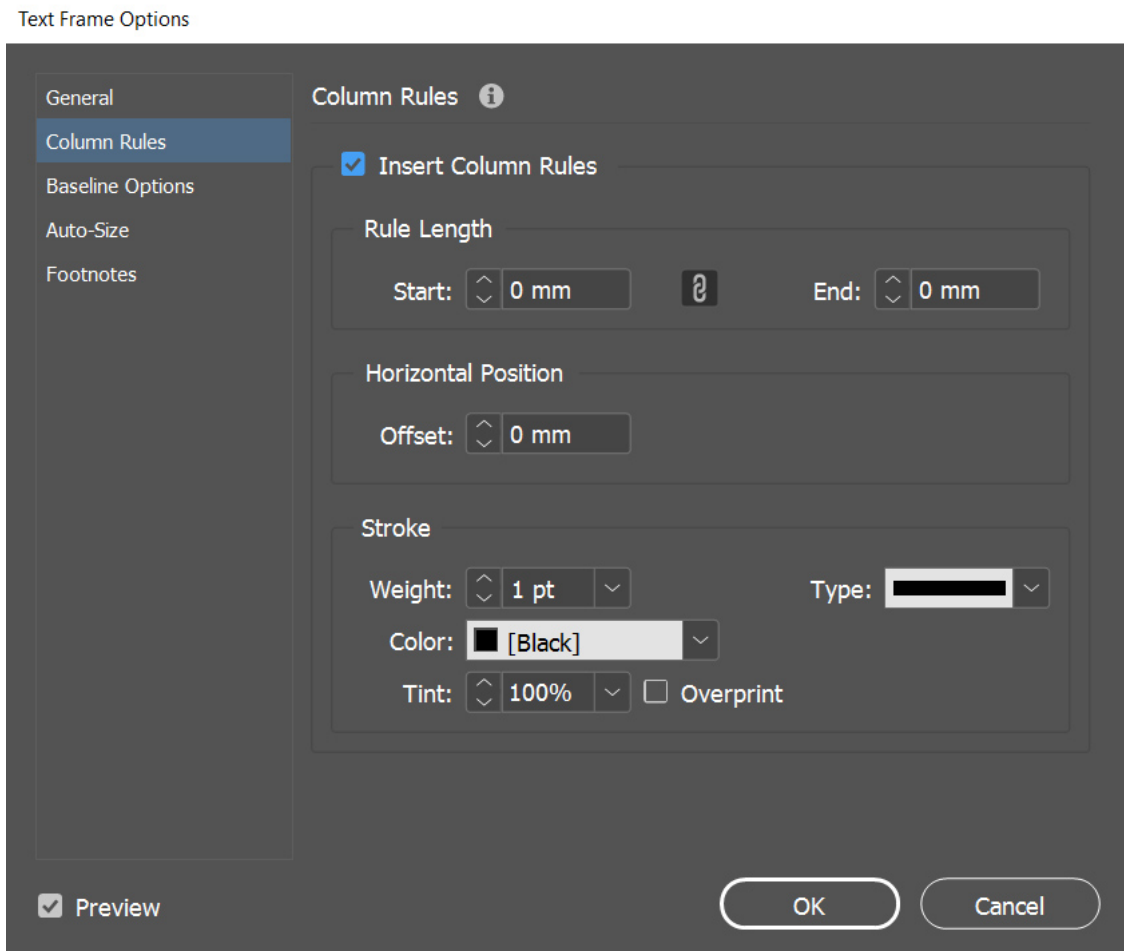 Text Frame Options
General
Column Rules
Baseline Options
Auto-Size
Footnotes
Column Rules
Insert Column Rules
Rule Length
Start: 0 mm End: 0 mm
Horizontal Position
Offset: 0 mm
Stroke
Weight: 1 pt Type:
Color: [Black]
Tint: 100% Overprint
Preview OK Cancel